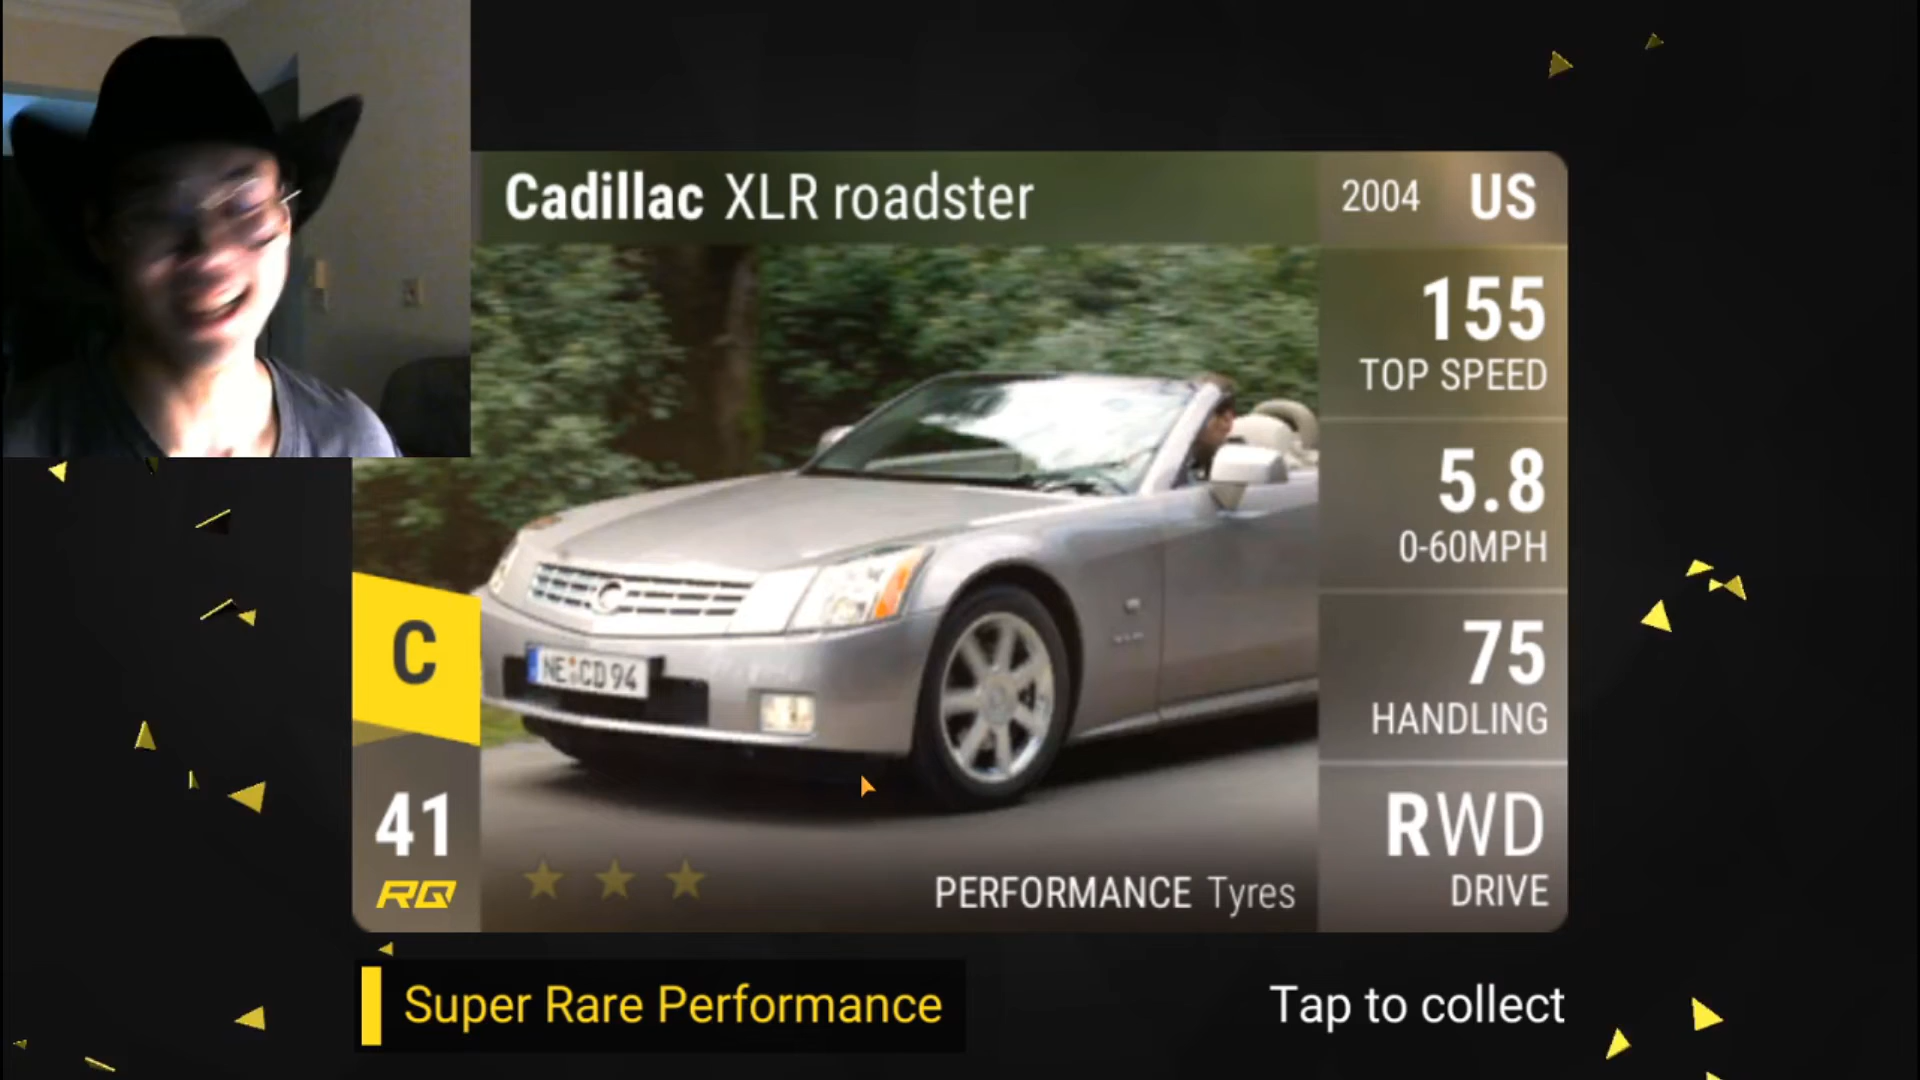 Cadillac XLR roadster
2004 US
155
TOP SPEED
5.8
0-60MPH
75
HANDLING
RWD
DRIVE
C
41
RQ
NE CD 94
PERFORMANCE Tyres
Super Rare Performance
Tap to collect